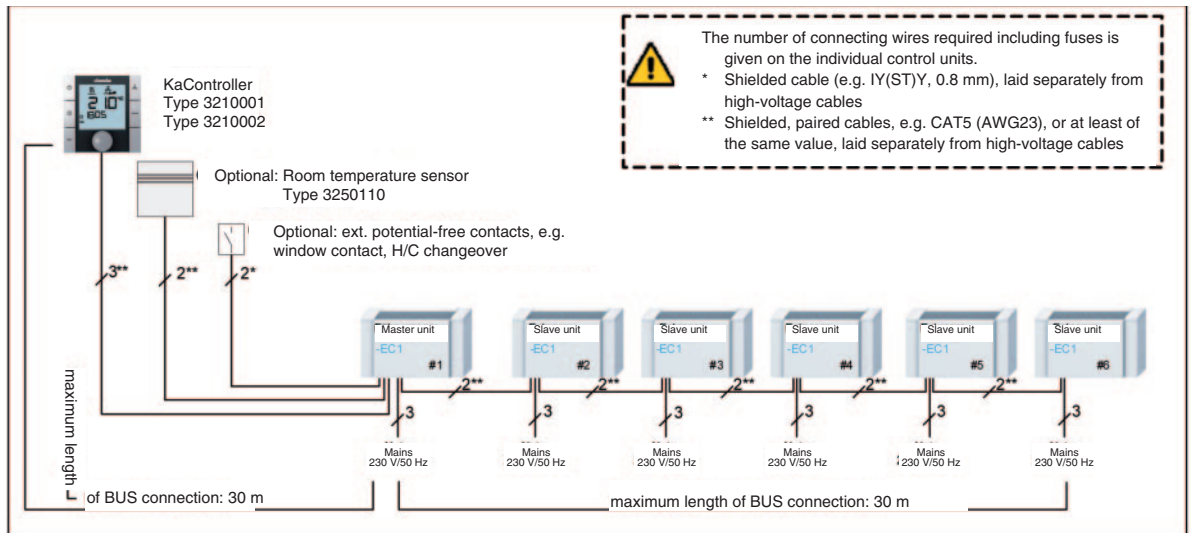 The number of connecting wires required including fuses is
given on the individual control units.
* Shielded cable (e.g. IY(ST)Y, 0.8 mm), laid separately from
high-voltage cables
** Shielded, paired cables, e.g. CAT5 (AWG23), or at least of
the same value, laid separately from high-voltage cables
KaController
Type 3210001
Type 3210002
Optional: Room temperature sensor
Type 3250110
Optional: ext. potential-free contacts, e.g.
window contact, H/C changeover
3**
2**
2*
Master unit
-EC1
#1
Slave unit
-EC1
#2
Slave unit
-EC1
#3
Slave unit
-EC1
#4
Slave unit
-EC1
#5
Slave unit
-EC1
#6
2**
2**
2**
2**
2**
3
3
3
3
3
3
Mains
230 V/50 Hz
Mains
230 V/50 Hz
Mains
230 V/50 Hz
Mains
230 V/50 Hz
Mains
230 V/50 Hz
Mains
230 V/50 Hz
maximum length
of BUS connection: 30 m
maximum length of BUS connection: 30 m